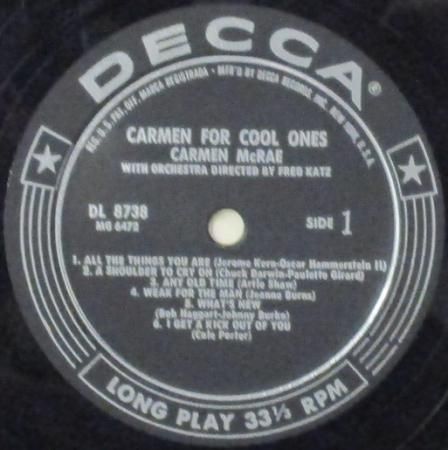 DECCA®
REG. U.S. PAT. OFF. MARCA REGISTRADA • MF'D BY DECCA RECORDS, INC., NEW YORK, U.S.A.
CARMEN FOR COOL ONES
CARMEN McRAE
WITH ORCHESTRA DIRECTED BY FRED KATZ
DL 8738
MG 6472
SIDE 1
1. ALL THE THINGS YOU ARE (Jerome Kern-Oscar Hammerstein II)
2. A SHOULDER TO CRY ON (Chuck Darwin-Paulette Girard)
3. ANY OLD TIME (Artie Shaw)
4. WEAK FOR THE MAN (Jeanne Burns)
5. WHAT'S NEW
(Bob Haggart-Johnny Burke)
6. I GET A KICK OUT OF YOU
(Cole Porter)
LONG PLAY 33⅓ RPM